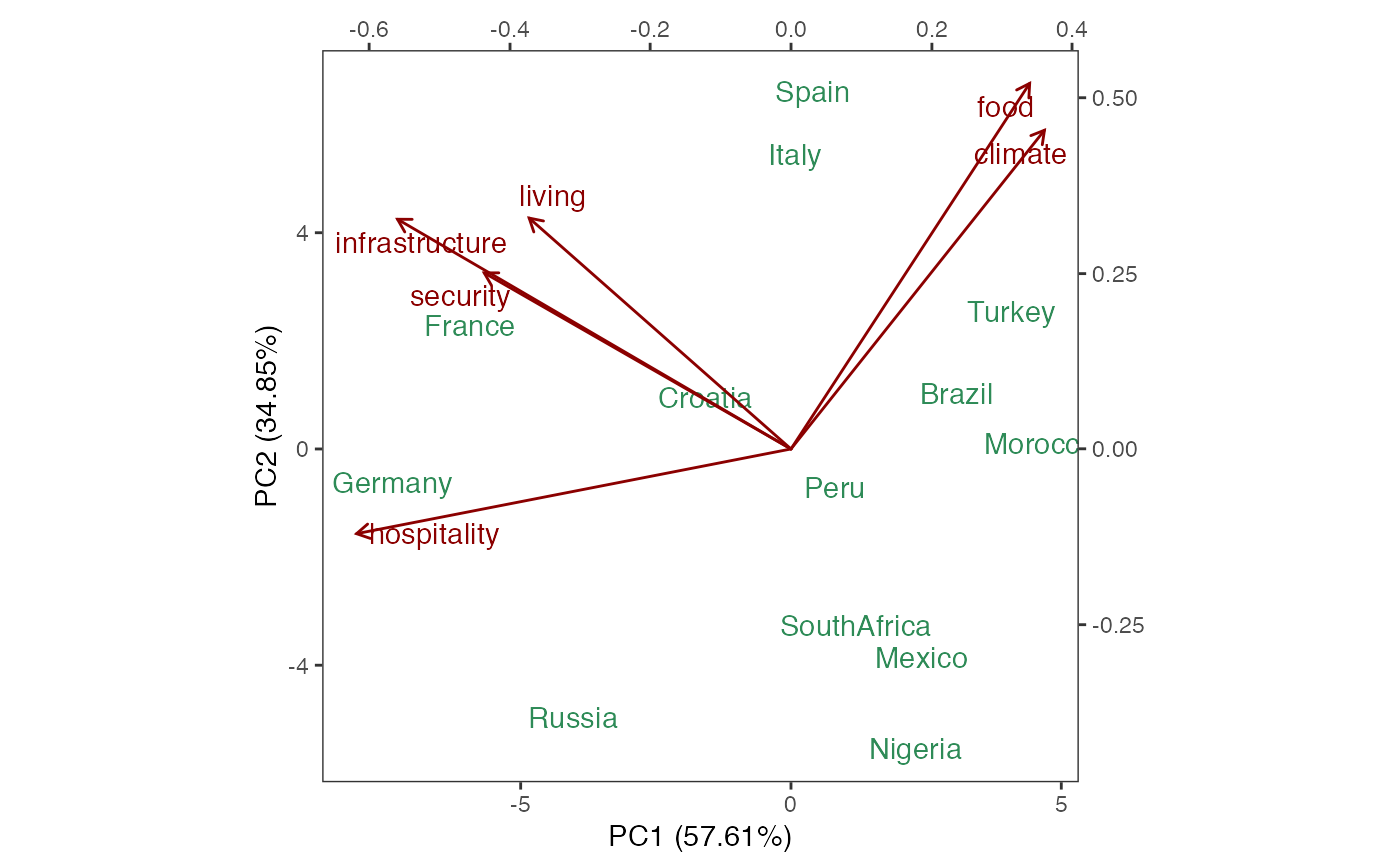 -0.6 -0.4 -0.2 0.0 0.2 0.4
Spain
food
0.50
Italy
climate
living
4
infrastructure
0.25
security
France
Turkey
Croatia
Brazil
0
Morocc
0.00
Germany
Peru
hospitality
SouthAfrica
-0.25
Mexico
-4
Russia
Nigeria
-5 0 5
PC1 (57.61%)
PC2 (34.85%)